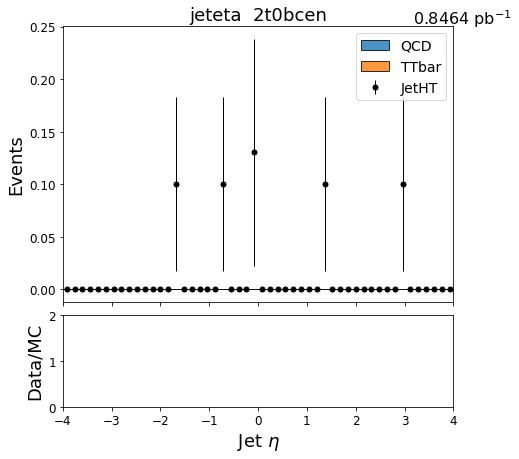 jeteta 2t0bcen
0.8464 pb⁻¹
QCD
TTbar
JetHT
Events
0.25
0.20
0.15
0.10
0.05
0.00
Data/MC
2
1
0
−4 −3 −2 −1 0 1 2 3 4
Jet η